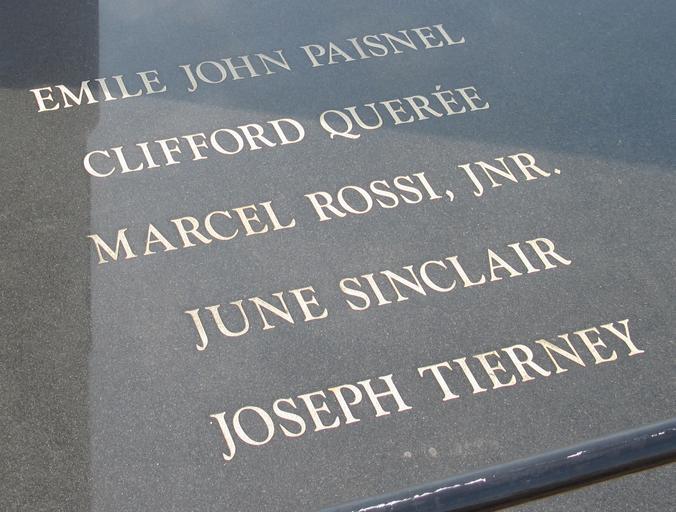 EMILE JOHN PAISNEL
CLIFFORD QUERÉE
MARCEL ROSSI, JNR.
JUNE SINCLAIR
JOSEPH TIERNEY